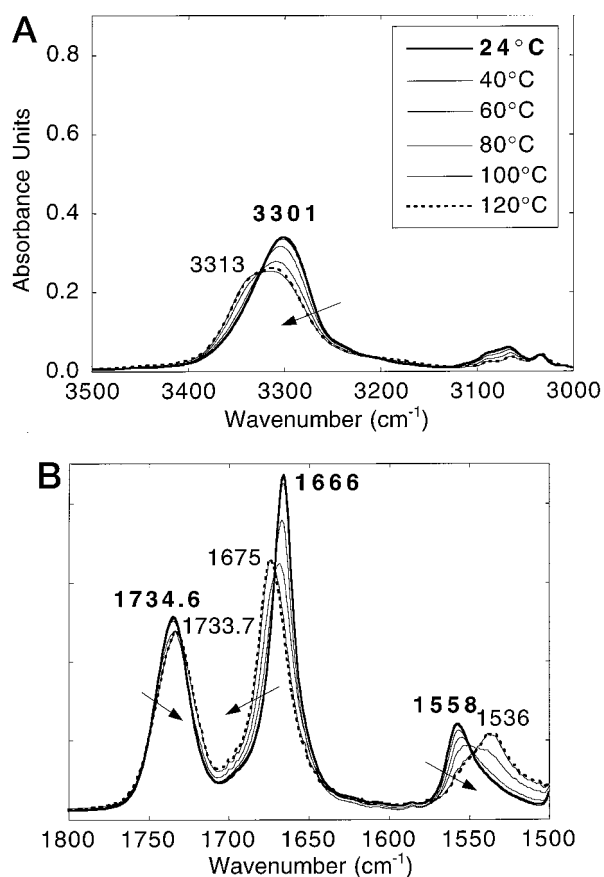 A
24°C
40°C
60°C
80°C
100°C
120°C
Absorbance Units
0.8
0.6
0.4
0.2
0.0
3301
3313
3500 3400 3300 3200 3100 3000
Wavenumber (cm-1)
B
1666
1675
1734.6
1733.7
1558
1536
1800 1750 1700 1650 1600 1550 1500
Wavenumber (cm-1)